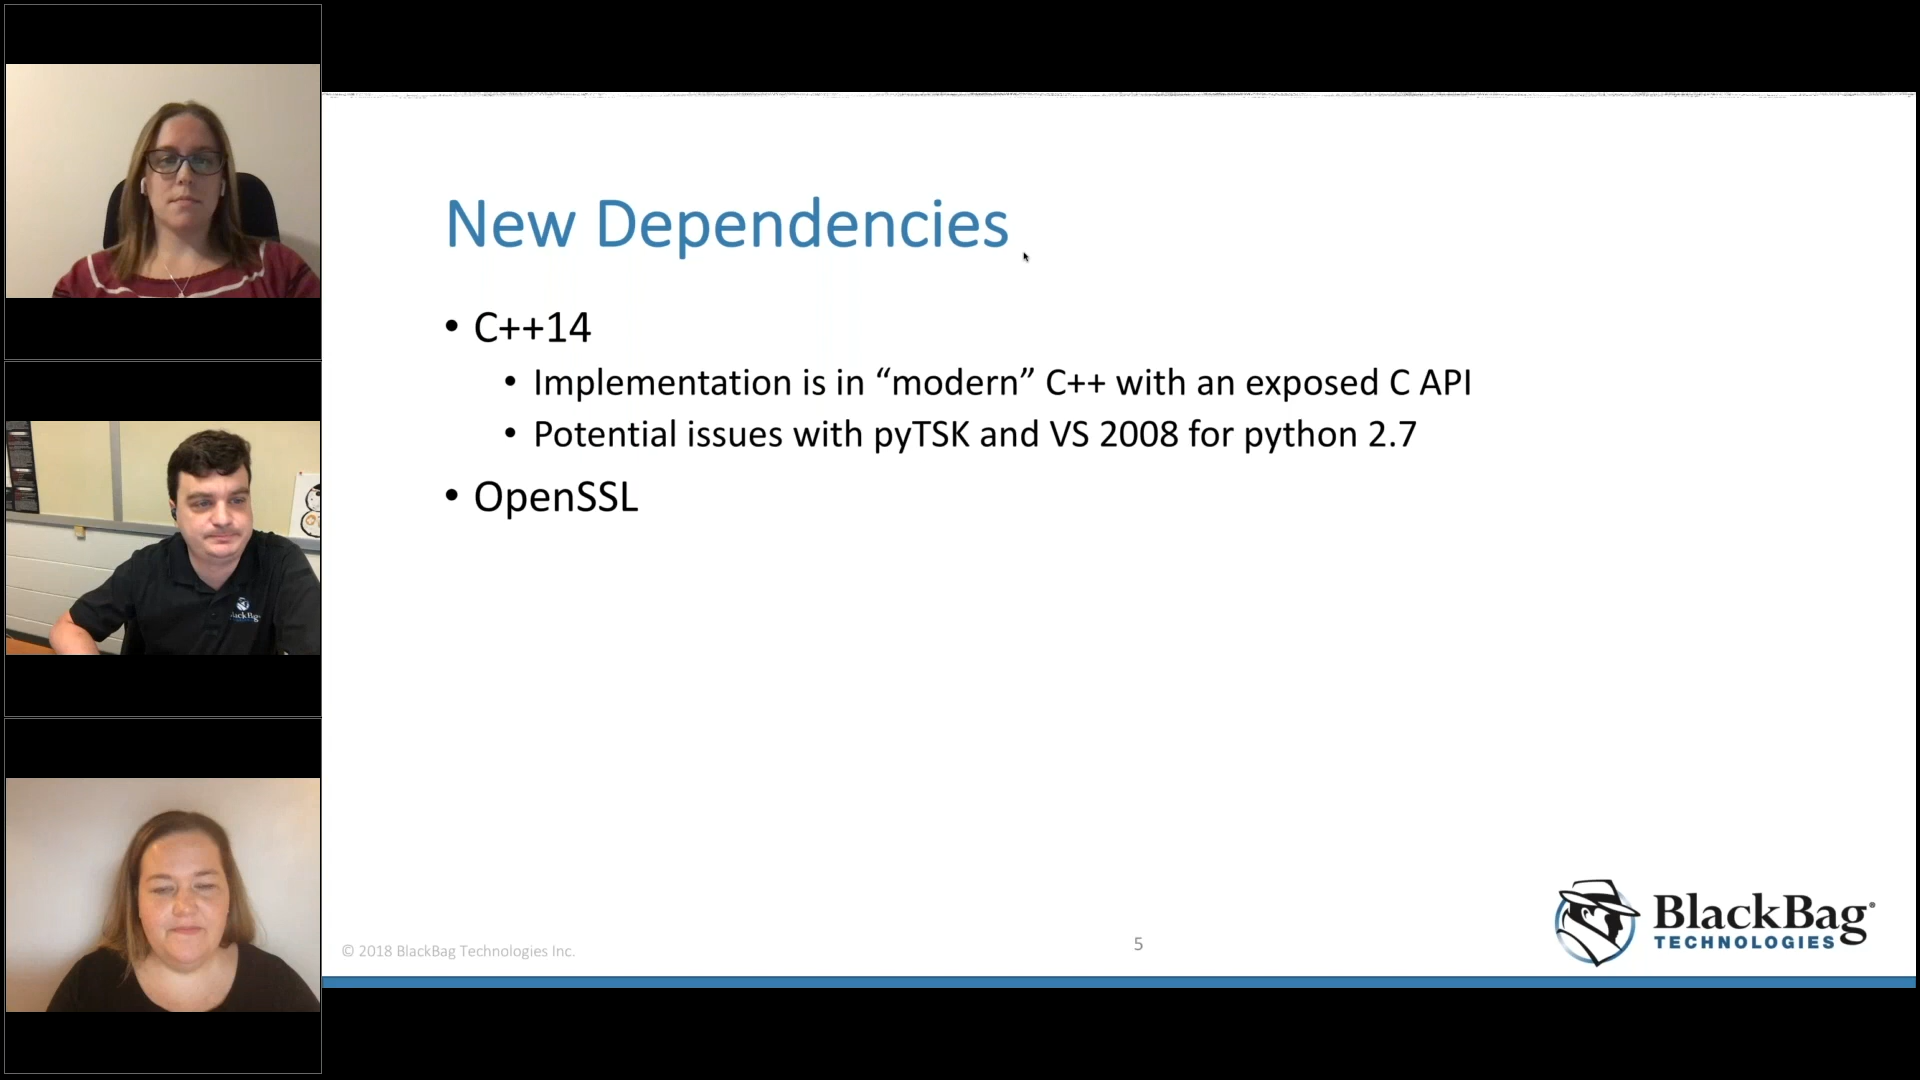 New Dependencies
• C++14
• Implementation is in “modern” C++ with an exposed C API
• Potential issues with pyTSK and VS 2008 for python 2.7
• OpenSSL
© 2018 BlackBag Technologies Inc.
5
BlackBag®
TECHNOLOGIES